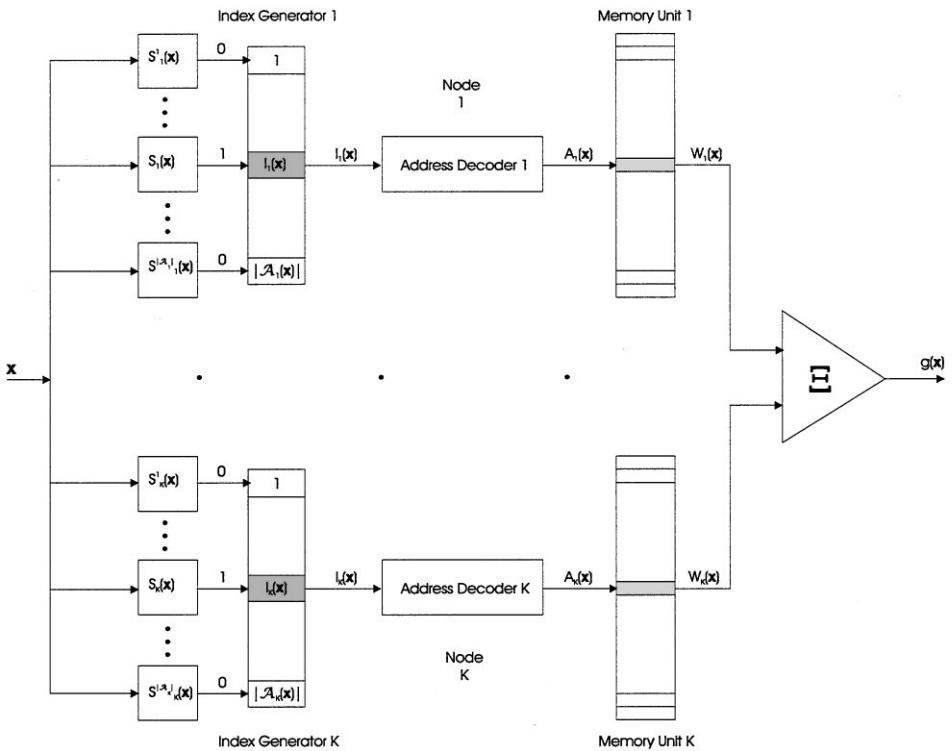 Index Generator 1
Memory Unit 1
S¹₁(x)
0
1
Node
1
S₁(x)
1
I₁(x)
I₁(x)
Address Decoder 1
A₁(x)
W₁(x)
S^|𝒜₁|₁(x)
0
|𝒜₁(x)|
x
Ξ
g(x)
S¹ₖ(x)
0
1
Sₖ(x)
1
Iₖ(x)
Iₖ(x)
Address Decoder K
Aₖ(x)
Wₖ(x)
Node
K
S^|𝒜ₖ|ₖ(x)
0
|𝒜ₖ(x)|
Index Generator K
Memory Unit K